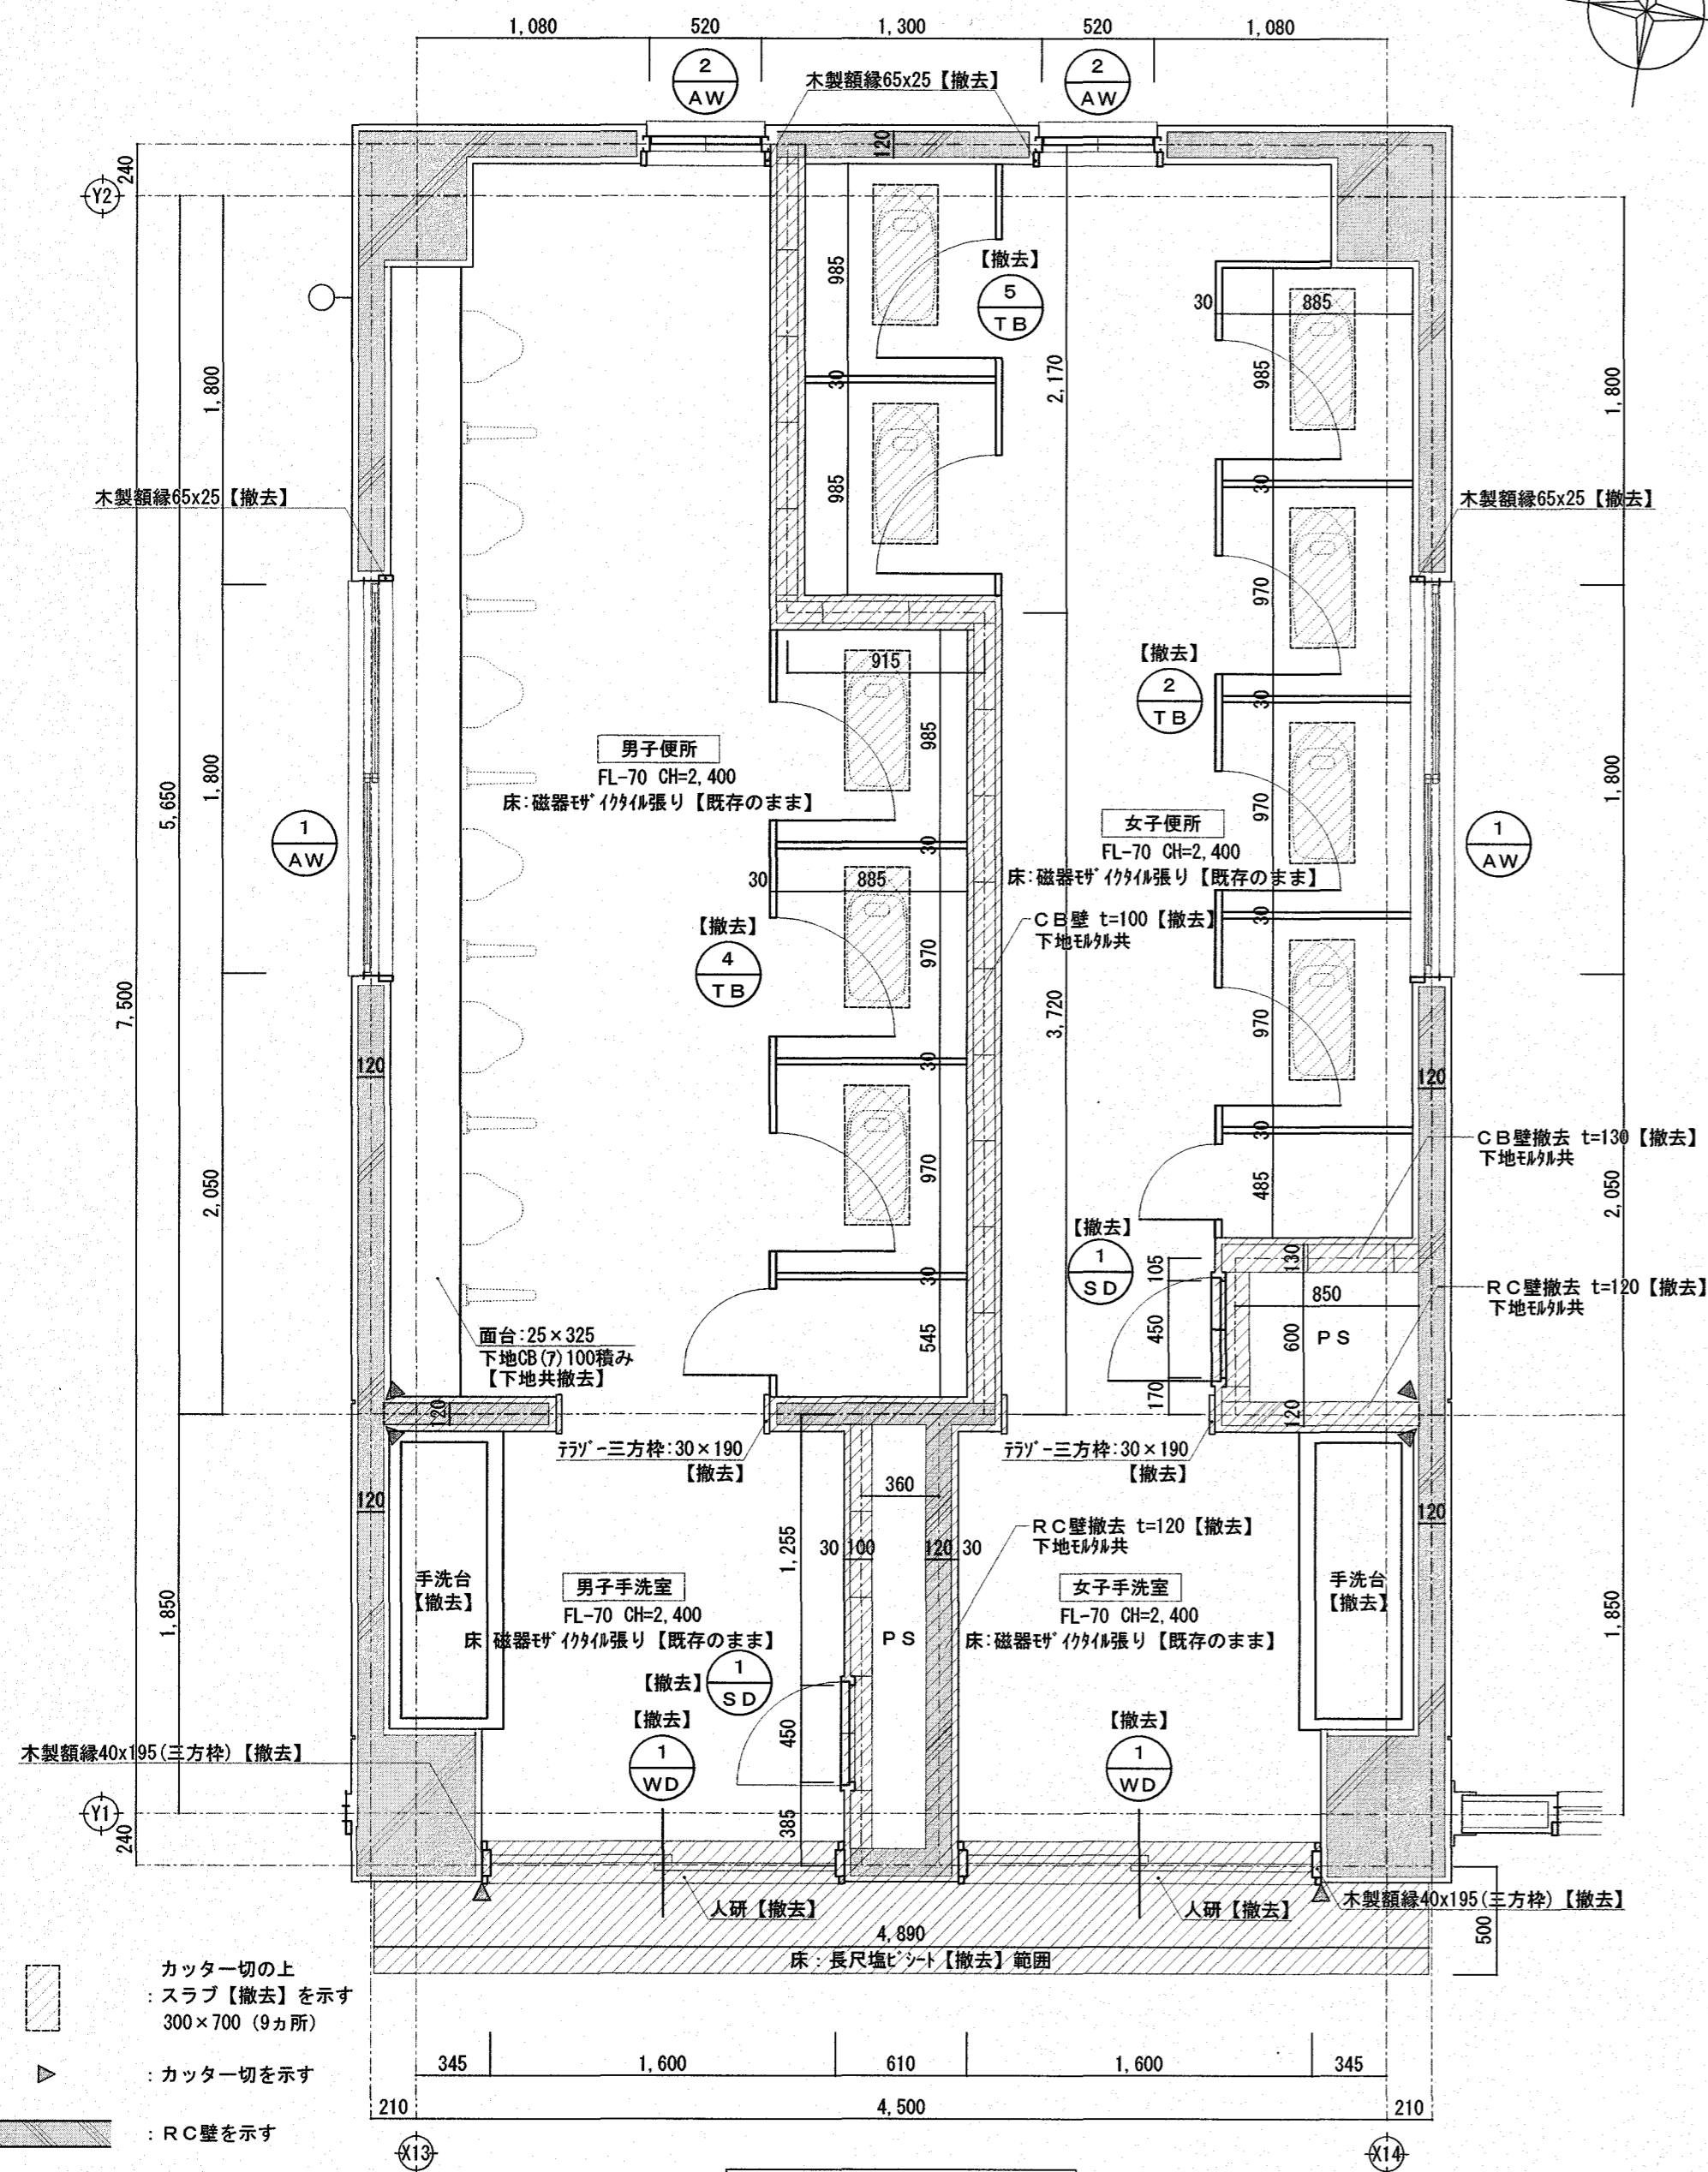 1,080
520
1,300
520
1,080
2
AW
木製額縁65x25【撤去】
2
AW
240
Y2
120
【撤去】
5
TB
985
30
985
2,170
30
885
985
30
970
30
970
30
970
30
485
1,800
1,800
2,050
1,850
木製額縁65x25【撤去】
木製額縁65x25【撤去】
1,800
1,800
2,050
5,650
7,500
1,850
1
AW
1
AW
915
985
30
30
885
970
30
970
30
545
男子便所
FL-70 CH=2,400
床:磁器ﾓｻﾞｲｸﾀｲﾙ張り【既存のまま】
【撤去】
2
TB
女子便所
FL-70 CH=2,400
床:磁器ﾓｻﾞｲｸﾀｲﾙ張り【既存のまま】
CB壁 t=100【撤去】
下地ﾓﾙﾀﾙ共
【撤去】
4
TB
3,720
120
120
CB壁撤去 t=130【撤去】
下地ﾓﾙﾀﾙ共
【撤去】
1
SD
105
450
170
130
850
600
PS
120
RC壁撤去 t=120【撤去】
下地ﾓﾙﾀﾙ共
面台:25×325
下地CB(ｱ)100積み
【下地共撤去】
120
ﾃﾗｿﾞｰ三方枠:30×190
【撤去】
ﾃﾗｿﾞｰ三方枠:30×190
【撤去】
120
120
360
1,255
30
100
120
30
RC壁撤去 t=120【撤去】
下地ﾓﾙﾀﾙ共
手洗台
【撤去】
男子手洗室
FL-70 CH=2,400
床 磁器ﾓｻﾞｲｸﾀｲﾙ張り【既存のまま】
PS
女子手洗室
FL-70 CH=2,400
床:磁器ﾓｻﾞｲｸﾀｲﾙ張り【既存のまま】
手洗台
【撤去】
【撤去】
1
SD
【撤去】
1
WD
450
385
【撤去】
1
WD
木製額縁40x195(三方枠)【撤去】
Y1
240
人研【撤去】
人研【撤去】
木製額縁40x195(三方枠)【撤去】
500
4,890
床:長尺塩ﾋﾞｼｰﾄ【撤去】範囲
カッター切の上
:スラブ【撤去】を示す
300×700 (9ヵ所)
:カッター切を示す
:RC壁を示す
345
1,600
610
1,600
345
210
4,500
210
X13
X14